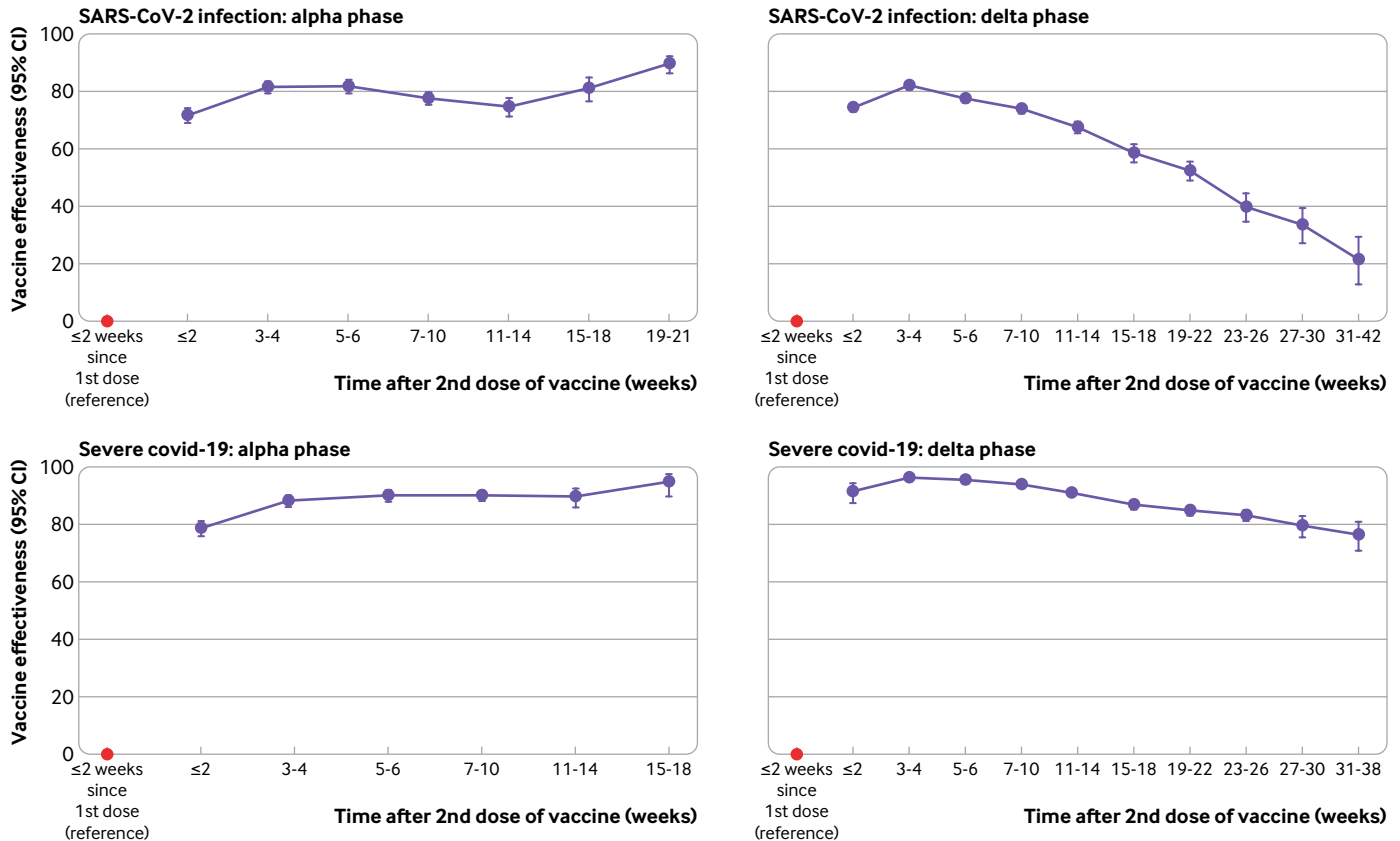 SARS-CoV-2 infection: alpha phase
Vaccine effectiveness (95% CI)
100
80
60
40
20
0
≤2 weeks
since
1st dose
(reference)
≤2 3-4 5-6 7-10 11-14 15-18 19-21
Time after 2nd dose of vaccine (weeks)
SARS-CoV-2 infection: delta phase
≤2 weeks
since
1st dose
(reference)
≤2 3-4 5-6 7-10 11-14 15-18 19-22 23-26 27-30 31-42
Time after 2nd dose of vaccine (weeks)
Severe covid-19: alpha phase
Vaccine effectiveness (95% CI)
100
80
60
40
20
0
≤2 weeks
since
1st dose
(reference)
≤2 3-4 5-6 7-10 11-14 15-18
Time after 2nd dose of vaccine (weeks)
Severe covid-19: delta phase
≤2 weeks
since
1st dose
(reference)
≤2 3-4 5-6 7-10 11-14 15-18 19-22 23-26 27-30 31-38
Time after 2nd dose of vaccine (weeks)